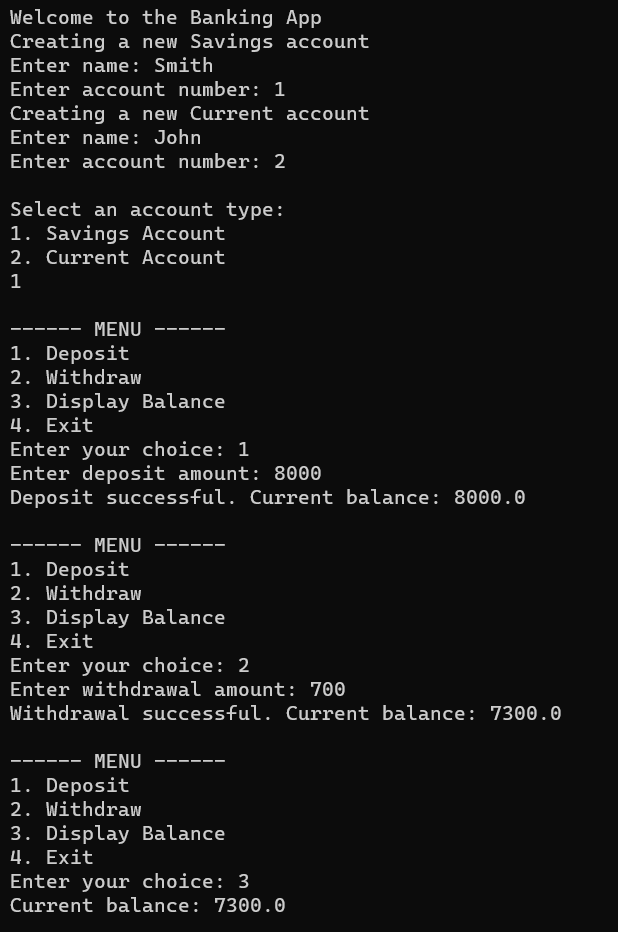 Welcome to the Banking App
Creating a new Savings account
Enter name: Smith
Enter account number: 1
Creating a new Current account
Enter name: John
Enter account number: 2

Select an account type:
1. Savings Account
2. Current Account
1

------ MENU ------
1. Deposit
2. Withdraw
3. Display Balance
4. Exit
Enter your choice: 1
Enter deposit amount: 8000
Deposit successful. Current balance: 8000.0

------ MENU ------
1. Deposit
2. Withdraw
3. Display Balance
4. Exit
Enter your choice: 2
Enter withdrawal amount: 700
Withdrawal successful. Current balance: 7300.0

------ MENU ------
1. Deposit
2. Withdraw
3. Display Balance
4. Exit
Enter your choice: 3
Current balance: 7300.0